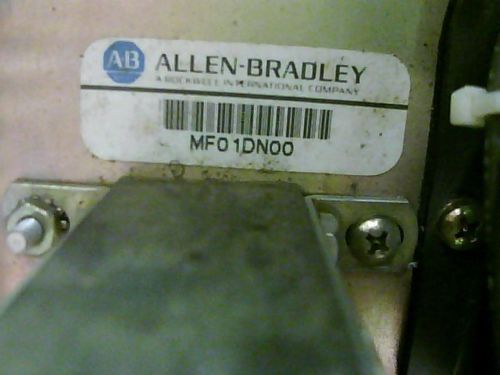 AB ALLEN-BRADLEY
A ROCKWELL INTERNATIONAL COMPANY
MF01DN00